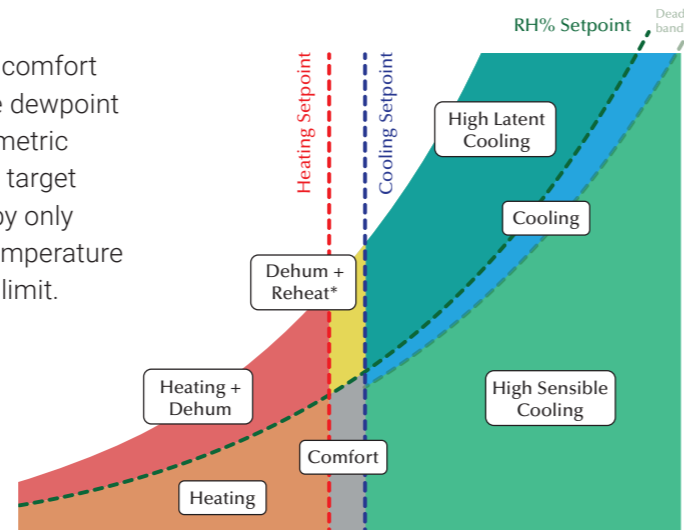 comfort
dewpoint
metric
target
by only
temperature
limit.
RH% Setpoint
Dead
band
Heating Setpoint
Cooling Setpoint
High Latent
Cooling
Cooling
Dehum +
Reheat*
Heating +
Dehum
High Sensible
Cooling
Comfort
Heating